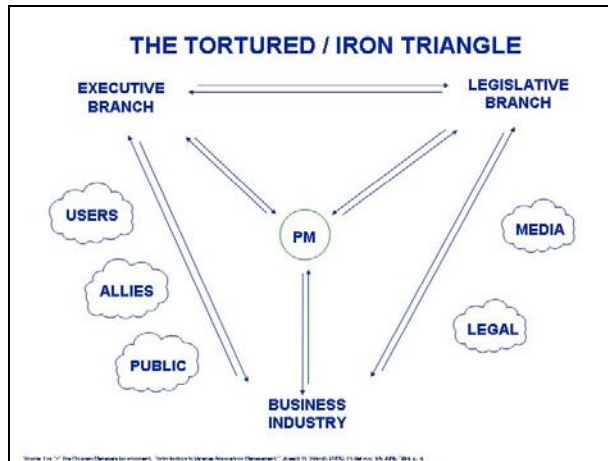 THE TORTURED / IRON TRIANGLE
EXECUTIVE
BRANCH
LEGISLATIVE
BRANCH
USERS
PM
MEDIA
ALLIES
LEGAL
PUBLIC
BUSINESS
INDUSTRY